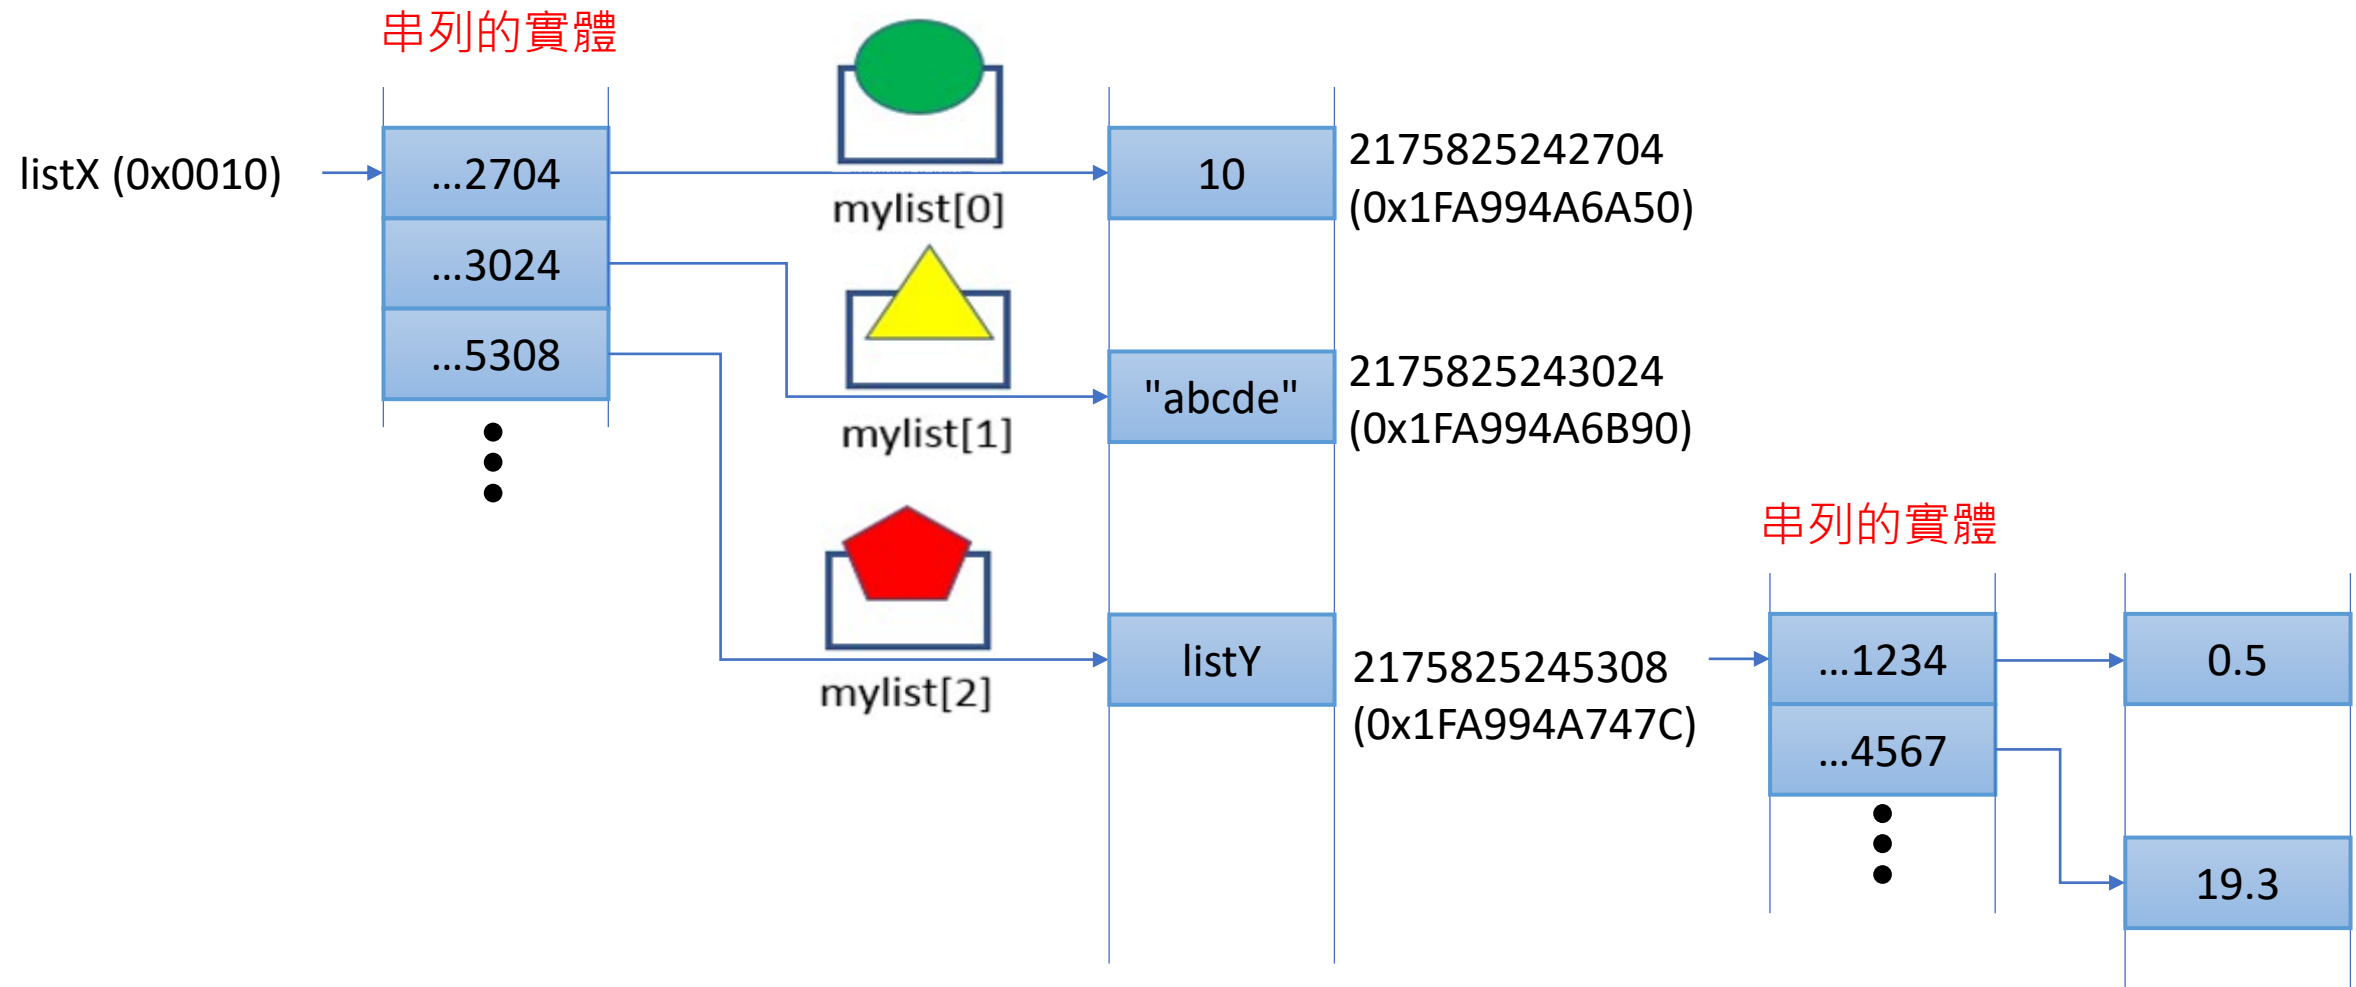 串列的實體
listX (0x0010)
...2704
...3024
...5308
mylist[0]
mylist[1]
mylist[2]
10
2175825242704
(0x1FA994A6A50)
"abcde"
2175825243024
(0x1FA994A6B90)
listY
2175825245308
(0x1FA994A747C)
串列的實體
...1234
...4567
0.5
19.3